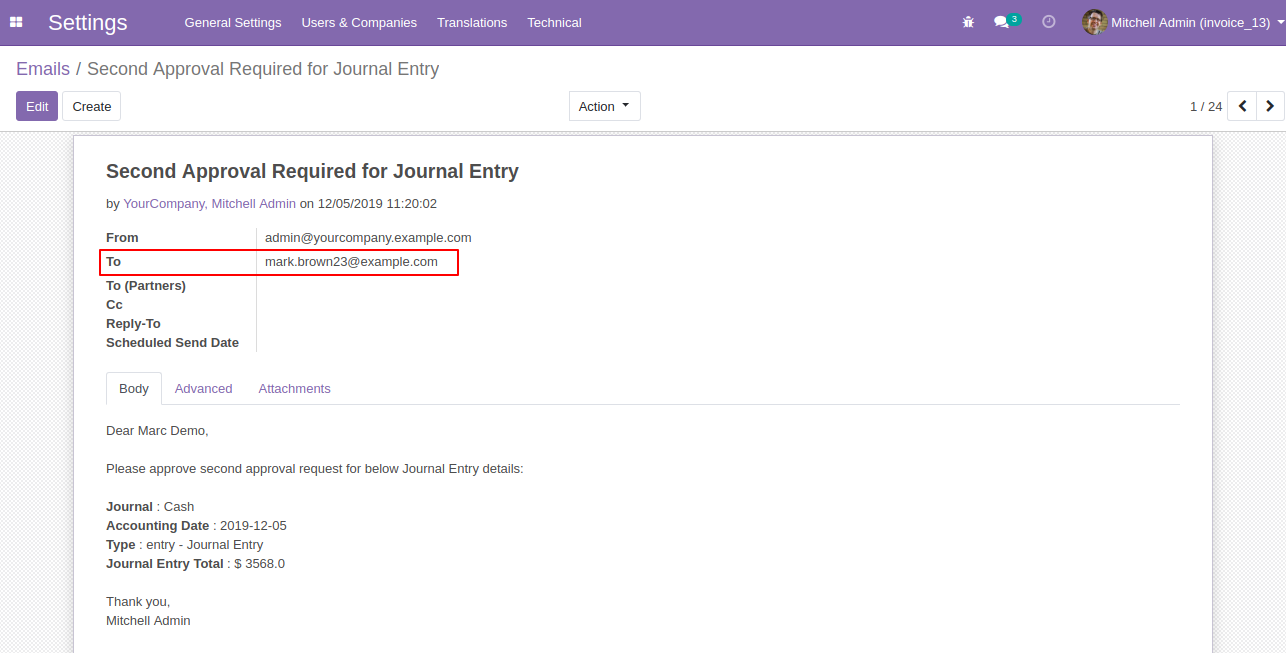 Settings General Settings Users & Companies Translations Technical 3 Mitchell Admin (invoice_13)
Emails / Second Approval Required for Journal Entry
Edit Create Action 1 / 24
Second Approval Required for Journal Entry
by YourCompany, Mitchell Admin on 12/05/2019 11:20:02
From admin@yourcompany.example.com
To mark.brown23@example.com
To (Partners)
Cc
Reply-To
Scheduled Send Date
Body Advanced Attachments
Dear Marc Demo,
Please approve second approval request for below Journal Entry details:
Journal : Cash
Accounting Date : 2019-12-05
Type : entry - Journal Entry
Journal Entry Total : $ 3568.0
Thank you,
Mitchell Admin